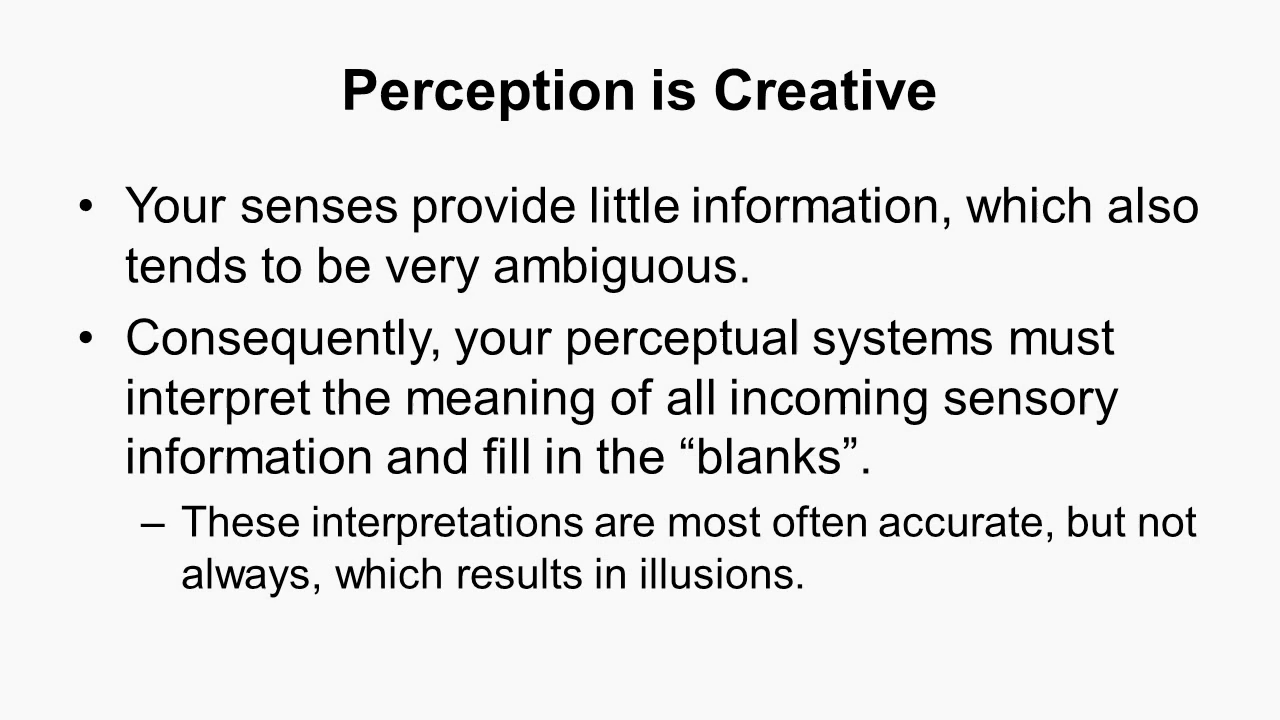 Perception is Creative
• Your senses provide little information, which also
tends to be very ambiguous.
• Consequently, your perceptual systems must
interpret the meaning of all incoming sensory
information and fill in the “blanks”.
– These interpretations are most often accurate, but not
always, which results in illusions.